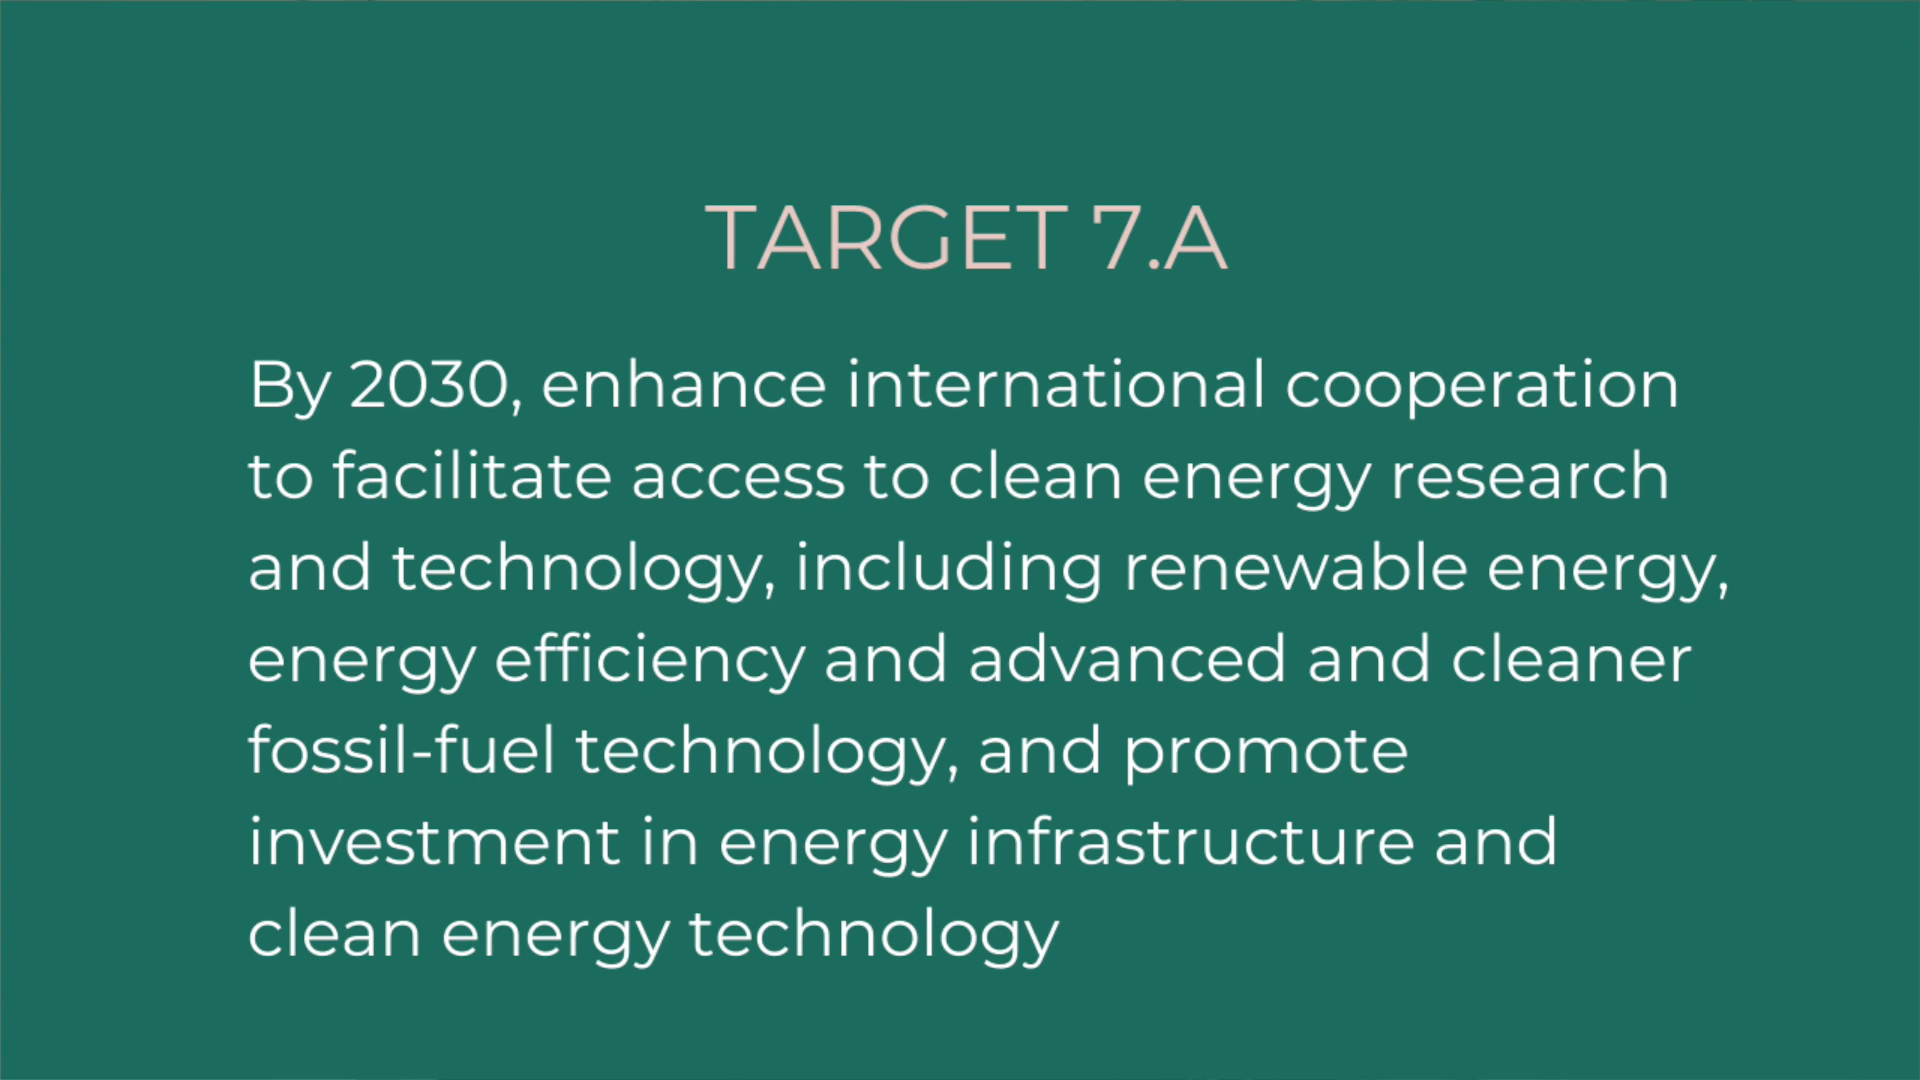 TARGET 7.A
By 2030, enhance international cooperation
to facilitate access to clean energy research
and technology, including renewable energy,
energy efficiency and advanced and cleaner
fossil-fuel technology, and promote
investment in energy infrastructure and
clean energy technology